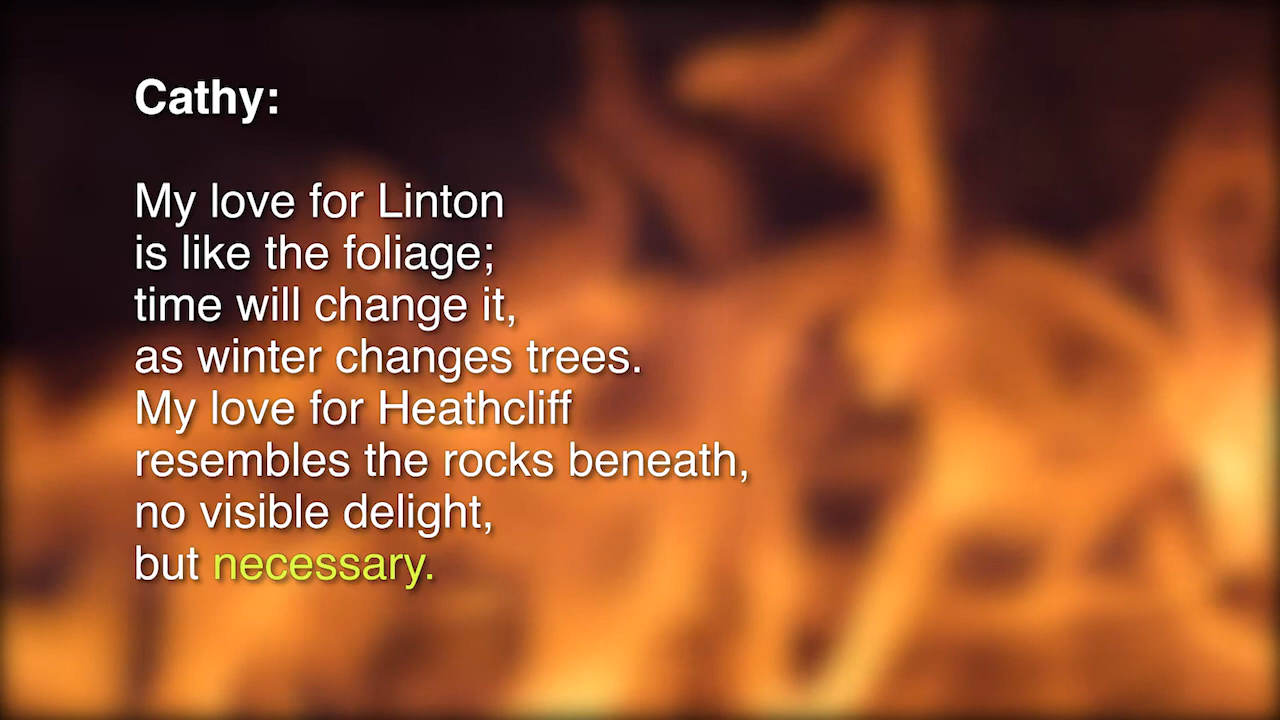 Cathy:
My love for Linton
is like the foliage;
time will change it,
as winter changes trees.
My love for Heathcliff
resembles the rocks beneath,
no visible delight,
but necessary.